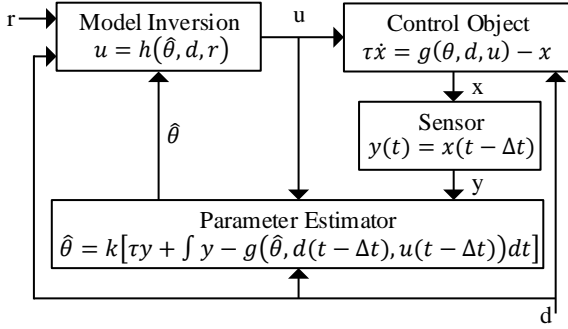 r
Model Inversion
u = h(θ̂, d, r)
u
Control Object
τẋ = g(θ, d, u) − x
x
θ̂
Sensor
y(t) = x(t − Δt)
y
Parameter Estimator
θ̂ = k[τy + ∫ y − g(θ̂, d(t − Δt), u(t − Δt))dt]
d